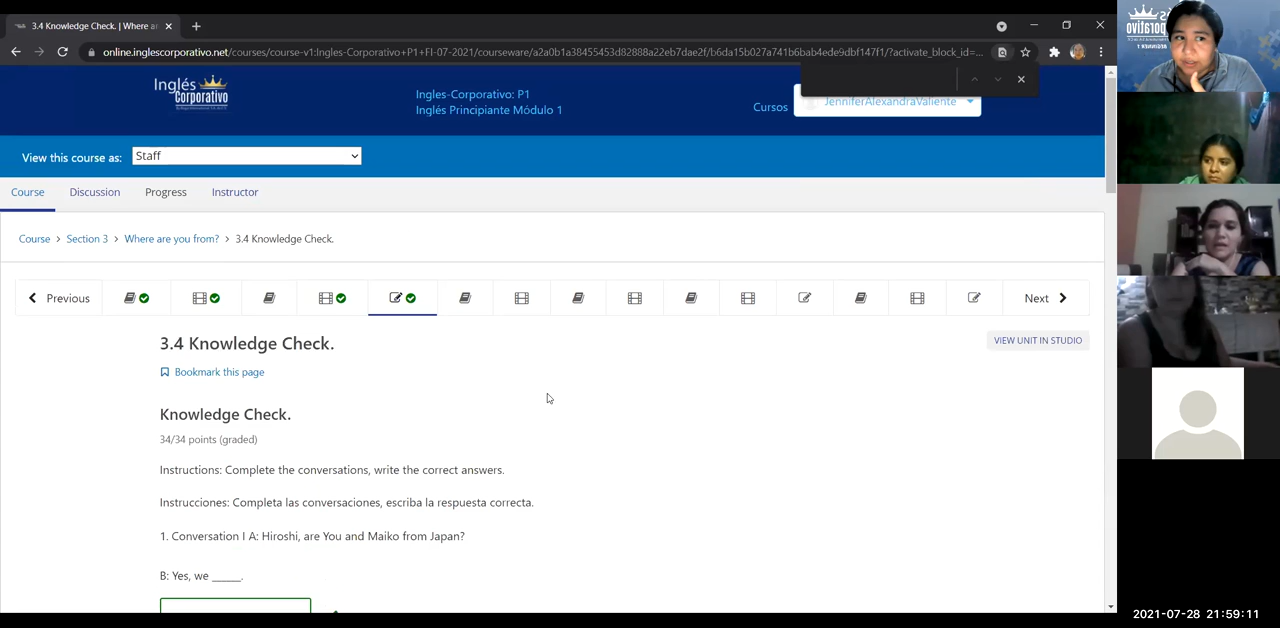 3.4 Knowledge Check. | Where a
online.inglescorporativo.net/courses/course-v1:Ingles-Corporativo+P1+FI-07-2021/courseware/a2a0b1a38455453d82888a22eb7dae2f/b6da15b027a741b6bab4ede9dbf147f1/?activate_block_id=...
Inglés
Corporativo
Ingles-Corporativo: P1
Inglés Principiante Módulo 1
Cursos
JenniferAlexandraValiente
View this course as:
Staff
Course
Discussion
Progress
Instructor
Course > Section 3 > Where are you from? > 3.4 Knowledge Check.
Previous
Next
3.4 Knowledge Check.
VIEW UNIT IN STUDIO
Bookmark this page
Knowledge Check.
34/34 points (graded)
Instructions: Complete the conversations, write the correct answers.
Instrucciones: Completa las conversaciones, escriba la respuesta correcta.
1. Conversation I A: Hiroshi, are You and Maiko from Japan?
B: Yes, we _____.
2021-07-28 21:59:11